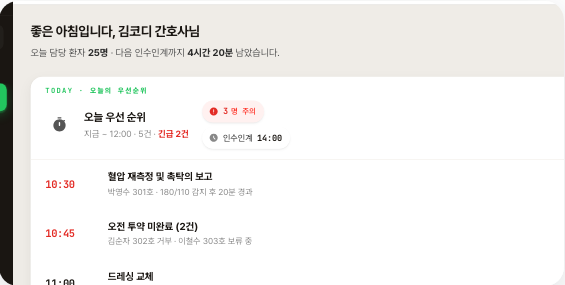 좋은 아침입니다, 김코디 간호사님
오늘 담당 환자 25명 · 다음 인수인계까지 4시간 20분 남았습니다.
TODAY · 오늘의 우선순위
오늘 우선 순위
지금 ~ 12:00 · 5건 · 긴급 2건
3 명 주의
인수인계 14:00
10:30 혈압 재측정 및 촉탁의 보고
박영수 301호 · 180/110 감지 후 20분 경과
10:45 오전 투약 미완료 (2건)
김순자 302호 거부 · 이철수 303호 보류 중
11:00 드레싱 교체